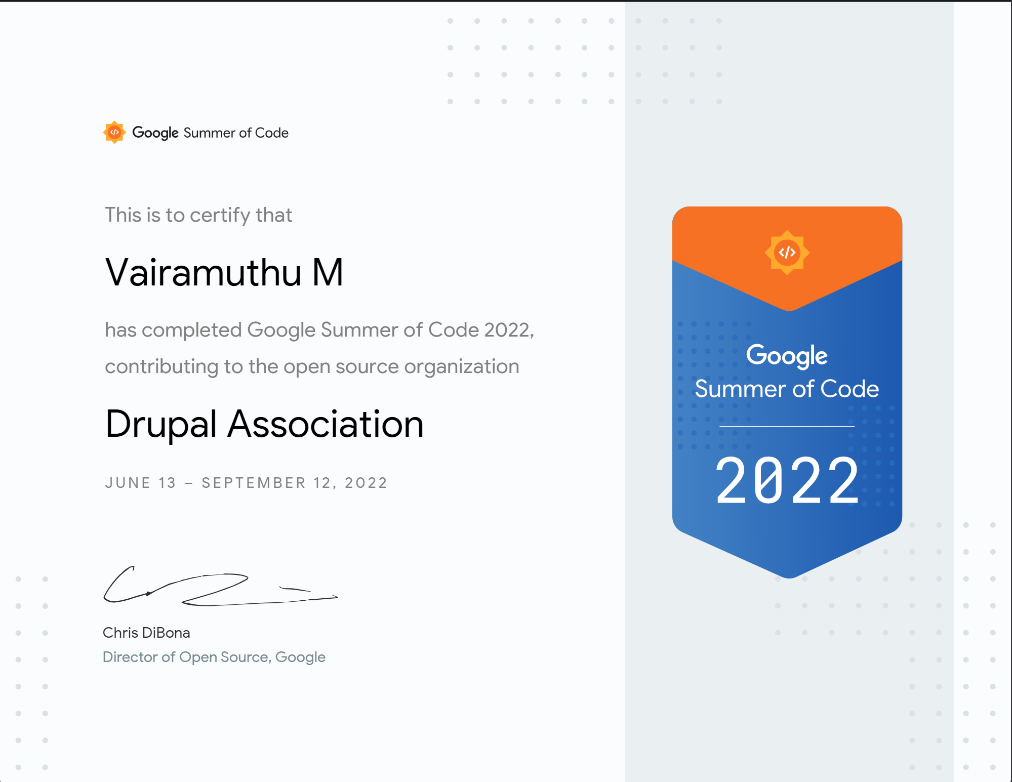 Google Summer of Code
This is to certify that
Vairamuthu M
has completed Google Summer of Code 2022,
contributing to the open source organization
Drupal Association
JUNE 13 – SEPTEMBER 12, 2022
Chris DiBona
Director of Open Source, Google
</>
Google
Summer of Code
2022